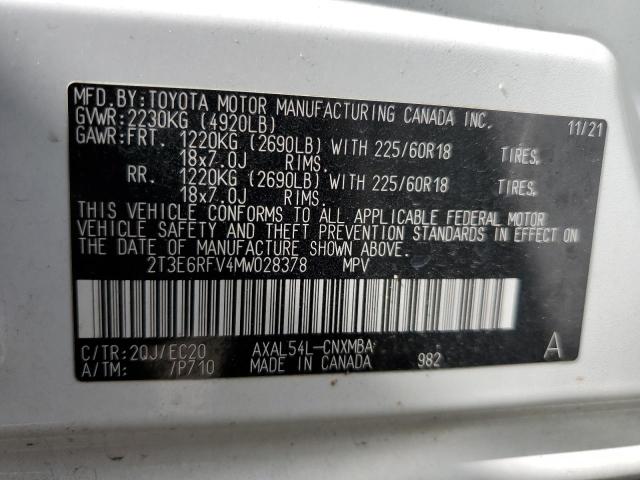 MFD.BY:TOYOTA MOTOR MANUFACTURING CANADA INC. 11/21
GVWR:2230KG (4920LB)
GAWR:FRT. 1220KG (2690LB) WITH 225/60R18 TIRES,
18x7.0J RIMS.
RR. 1220KG (2690LB) WITH 225/60R18 TIRES,
18x7.0J RIMS.
THIS VEHICLE CONFORMS TO ALL APPLICABLE FEDERAL MOTOR
VEHICLE SAFETY AND THEFT PREVENTION STANDARDS IN EFFECT ON
THE DATE OF MANUFACTURE SHOWN ABOVE.
2T3E6RFV4MW028378 MPV
C/TR:2QJ/EC20 AXAL54L-CNXMBA A
A/TM: /P710 MADE IN CANADA 982